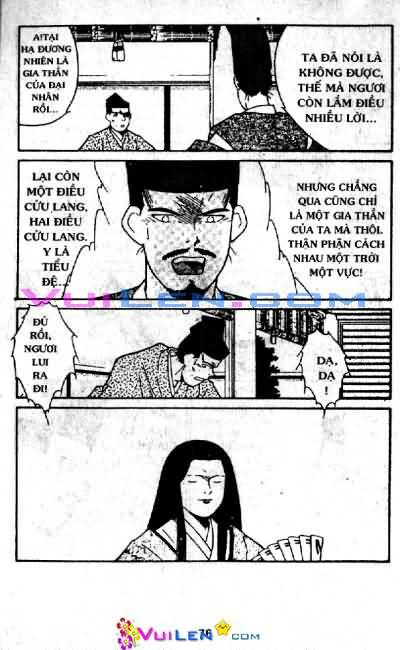 TA ĐÃ NÓI LÀ
KHÔNG ĐƯỢC,
THẾ MÀ NGƯƠI
CÒN LẮM ĐIỀU
NHIỀU LỜI...
A!TẠI
HẠ ĐƯƠNG
NHIÊN LÀ
GIA THẦN
CỦA ĐẠI
NHÂN
RỒI...
NHƯNG CHẲNG
QUA CŨNG CHỈ
LÀ MỘT GIA THẦN
CỦA TA MÀ THÔI.
THÂN PHẬN CÁCH
NHAU MỘT TRỜI
MỘT VỰC!
LẠI CÒN
MỘT ĐIỀU
CỬU LANG,
HAI ĐIỀU
CỬU LANG.
Y LÀ
TIỂU
ĐỆ...
VUILEN.COM
DẠ,
DẠ
!
ĐỦ
RỒI,
NGƯƠI
LUI
RA
ĐI!
76
VUILEN.COM